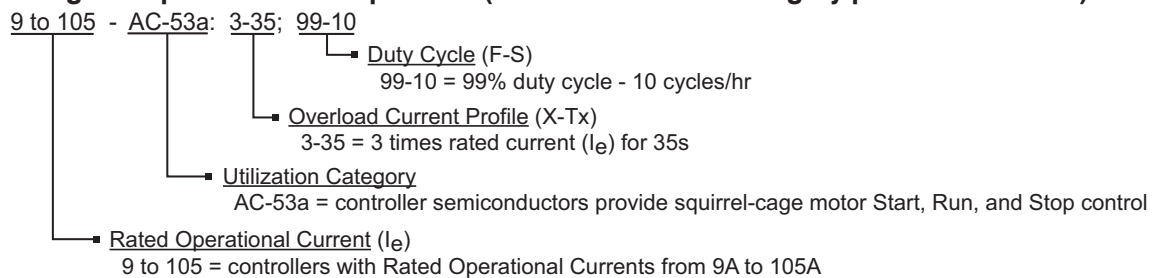 9 to 105 - AC-53a: 3-35; 99-10
Duty Cycle (F-S)
99-10 = 99% duty cycle - 10 cycles/hr
Overload Current Profile (X-Tx)
3-35 = 3 times rated current (Ie) for 35s
Utilization Category
AC-53a = controller semiconductors provide squirrel-cage motor Start, Run, and Stop control
Rated Operational Current (Ie)
9 to 105 = controllers with Rated Operational Currents from 9A to 105A